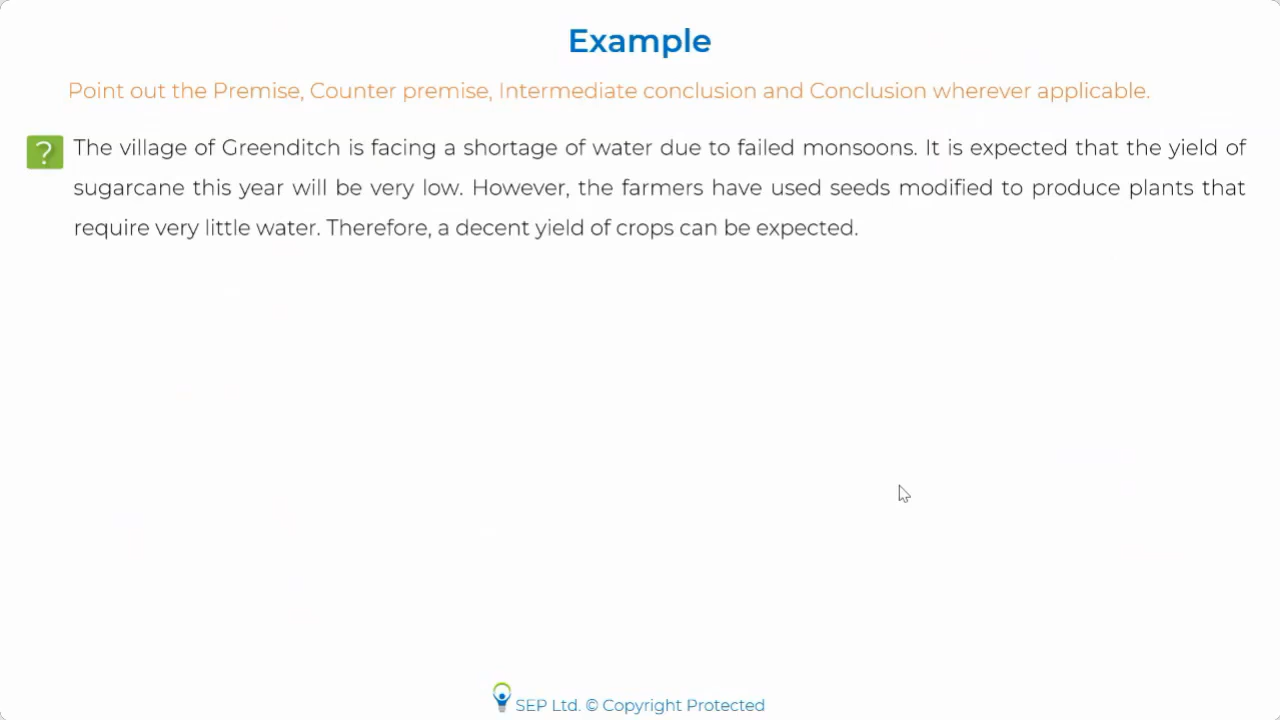 Example
Point out the Premise, Counter premise, Intermediate conclusion and Conclusion wherever applicable.
? The village of Greenditch is facing a shortage of water due to failed monsoons. It is expected that the yield of
sugarcane this year will be very low. However, the farmers have used seeds modified to produce plants that
require very little water. Therefore, a decent yield of crops can be expected.
SEP Ltd. © Copyright Protected